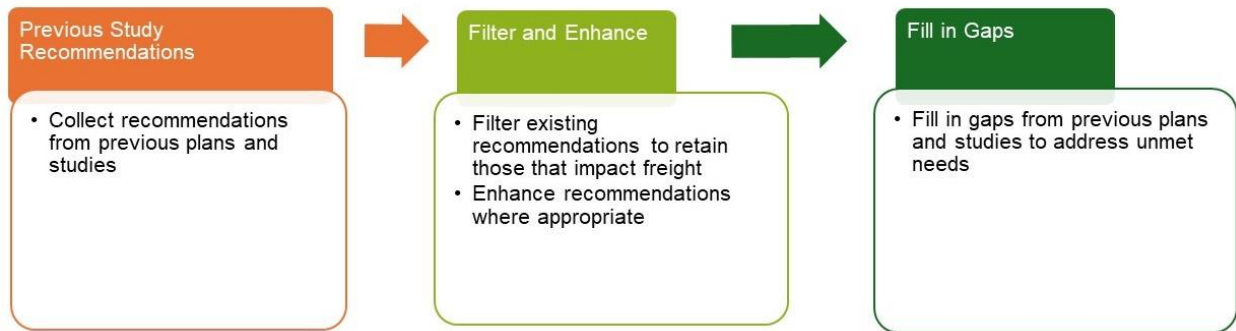 Previous Study
Recommendations
• Collect recommendations
from previous plans and
studies
Filter and Enhance
• Filter existing
recommendations to retain
those that impact freight
• Enhance recommendations
where appropriate
Fill in Gaps
• Fill in gaps from previous plans
and studies to address unmet
needs